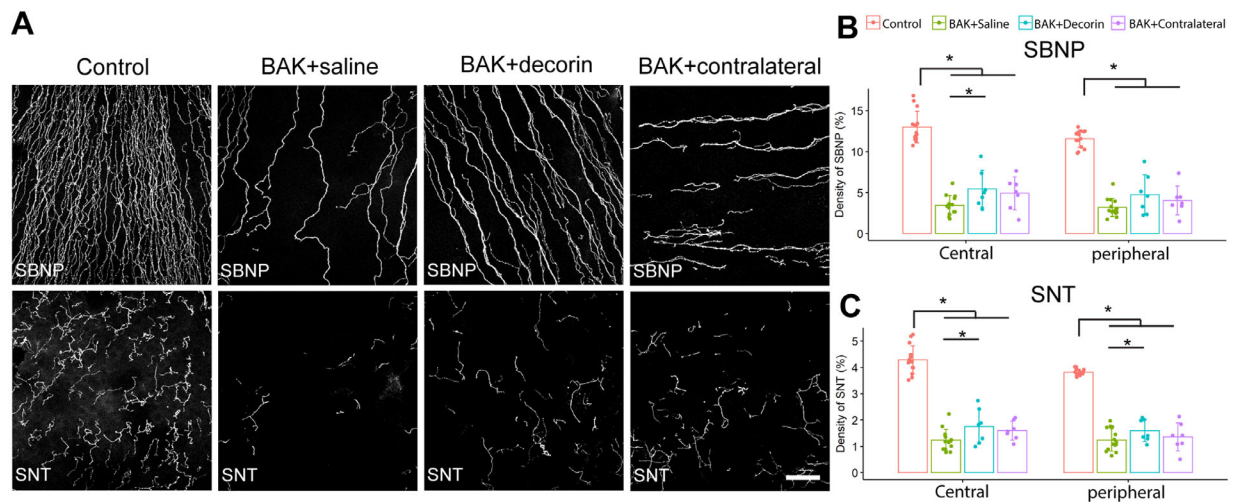 A
Control
BAK+saline
BAK+decorin
BAK+contralateral
SBNP
SBNP
SBNP
SBNP
SNT
SNT
SNT
SNT
B
Control
BAK+Saline
BAK+Decorin
BAK+Contralateral
SBNP
*
*
*
Density of SBNP (%)
15
10
5
0
Central
peripheral
C
SNT
*
*
*
*
Density of SNT (%)
5
4
3
2
1
0
Central
peripheral